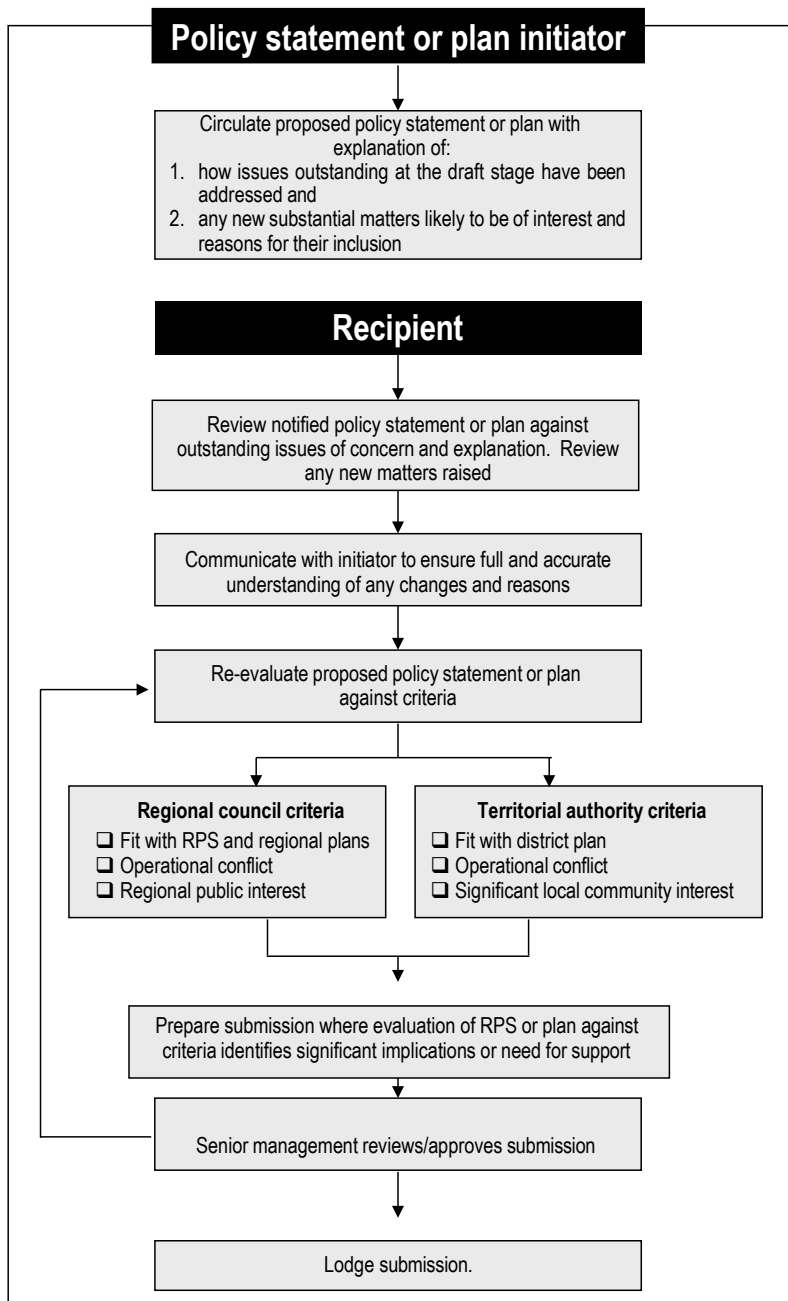 Policy statement or plan initiator
Circulate proposed policy statement or plan with
explanation of:
1. how issues outstanding at the draft stage have been
addressed and
2. any new substantial matters likely to be of interest and
reasons for their inclusion
Recipient
Review notified policy statement or plan against
outstanding issues of concern and explanation. Review
any new matters raised
Communicate with initiator to ensure full and accurate
understanding of any changes and reasons
Re-evaluate proposed policy statement or plan
against criteria
Regional council criteria
❑ Fit with RPS and regional plans
❑ Operational conflict
❑ Regional public interest
Territorial authority criteria
❑ Fit with district plan
❑ Operational conflict
❑ Significant local community interest
Prepare submission where evaluation of RPS or plan against
criteria identifies significant implications or need for support
Senior management reviews/approves submission
Lodge submission.